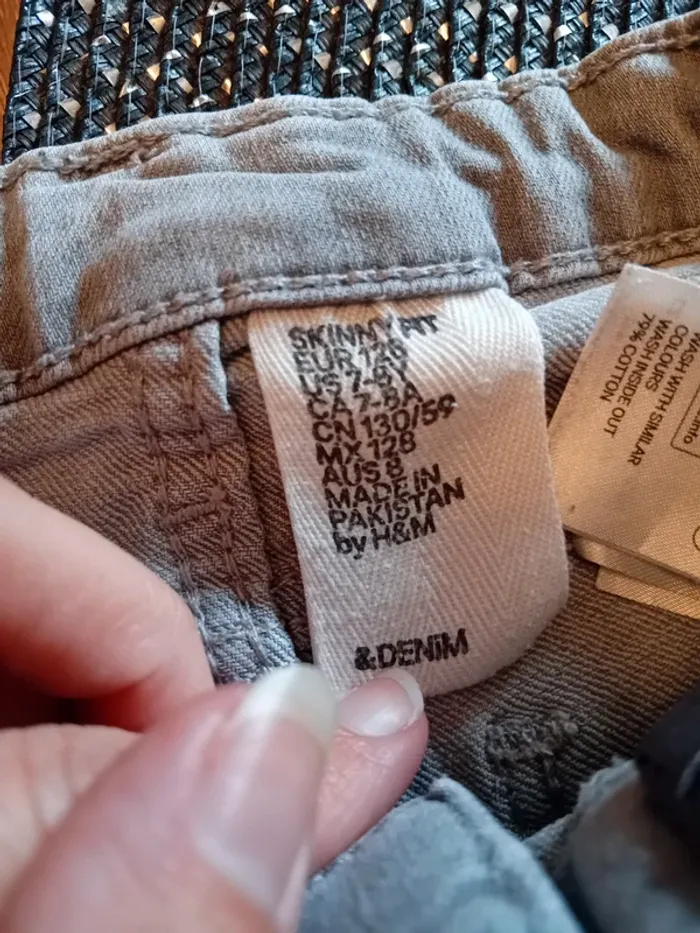 SKINNY FIT
EUR 128
US 7-8Y
CA 7-8A
CN 130/59
MX 128
AUS 8
MADE IN
PAKISTAN
by H&M
&DENIM
WASH WITH SIMILAR
COLOURS
WASH INSIDE OUT
79% COTTON